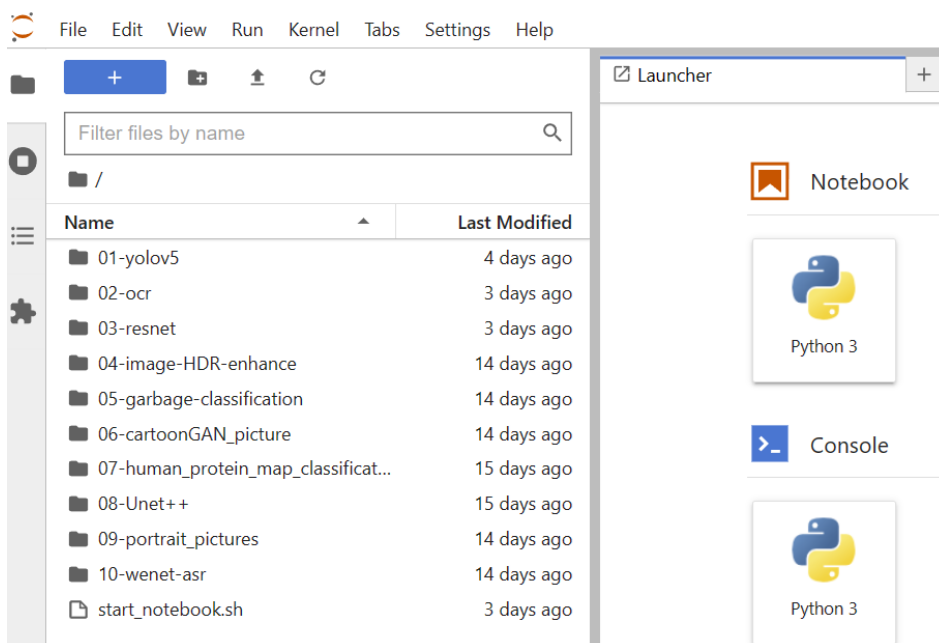 File Edit View Run Kernel Tabs Settings Help
+
Filter files by name
/
Name Last Modified
01-yolov5 4 days ago
02-ocr 3 days ago
03-resnet 3 days ago
04-image-HDR-enhance 14 days ago
05-garbage-classification 14 days ago
06-cartoonGAN_picture 14 days ago
07-human_protein_map_classificat... 15 days ago
08-Unet++ 15 days ago
09-portrait_pictures 14 days ago
10-wenet-asr 14 days ago
start_notebook.sh 3 days ago
Launcher +
Notebook
Python 3
Console
Python 3